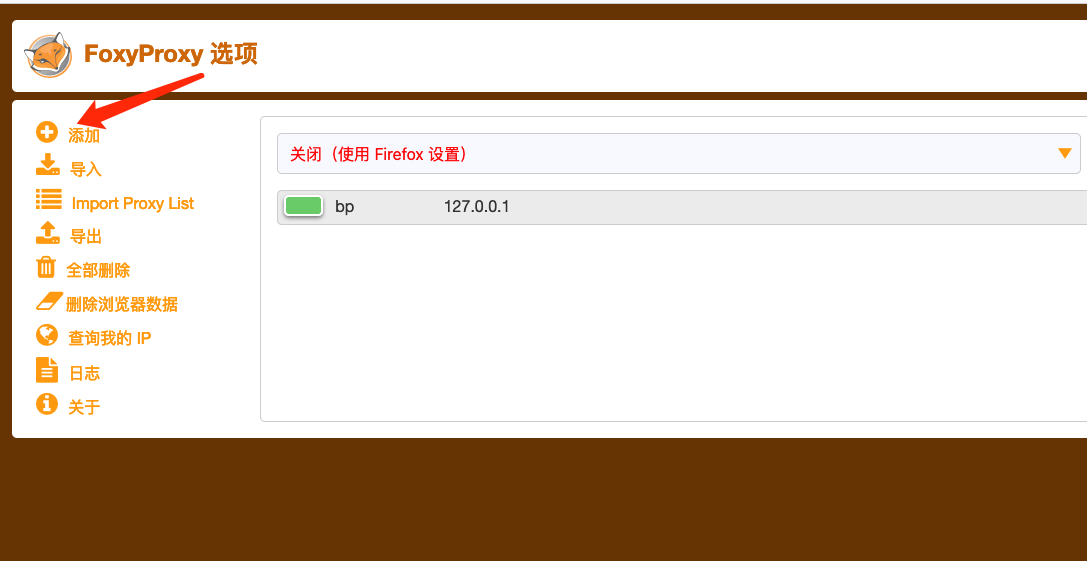 FoxyProxy 选项
添加
导入
Import Proxy List
导出
全部删除
删除浏览器数据
查询我的 IP
日志
关于
关闭（使用 Firefox 设置）
bp 127.0.0.1